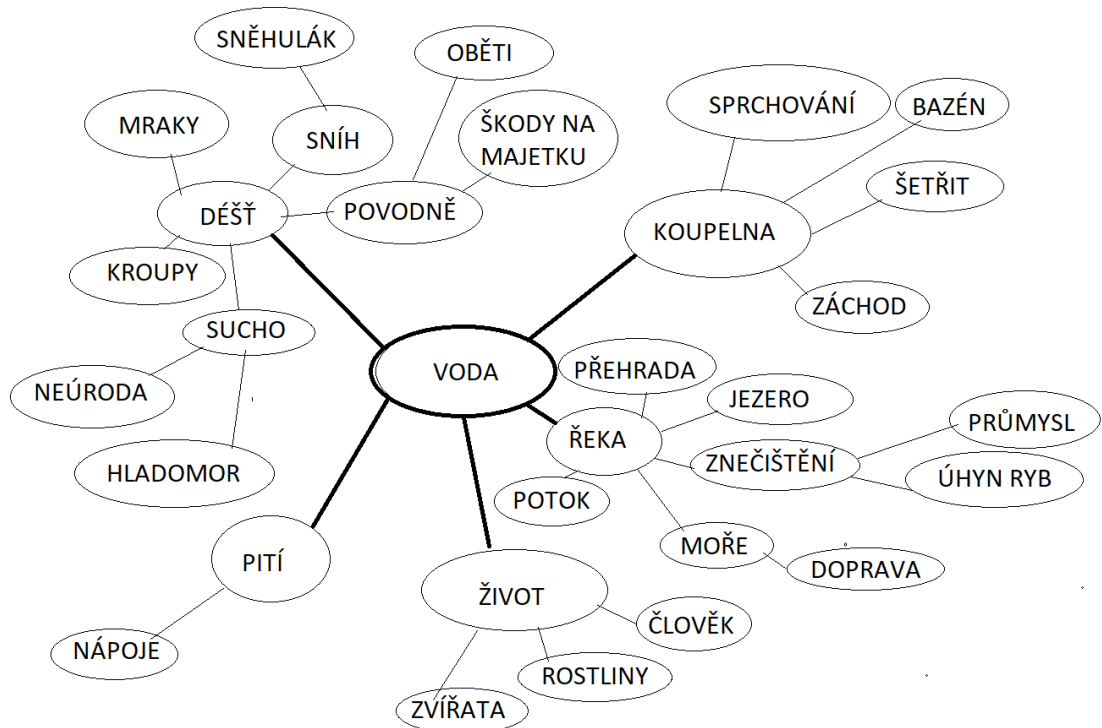 SNĚHULÁK
OBĚTI
MRAKY
SNÍH
ŠKODY NA
MAJETKU
DÉŠŤ
POVODNĚ
KROUPY
SUCHO
NEÚRODA
HLADOMOR
SPRCHOVÁNÍ
BAZÉN
ŠETŘIT
KOUPELNA
ZÁCHOD
VODA
PŘEHRADA
JEZERO
ŘEKA
ZNEČIŠTĚNÍ
PRŮMYSL
ÚHYN RYB
POTOK
MOŘE
DOPRAVA
PITÍ
NÁPOJE
ŽIVOT
ČLOVĚK
ROSTLINY
ZVÍŘATA